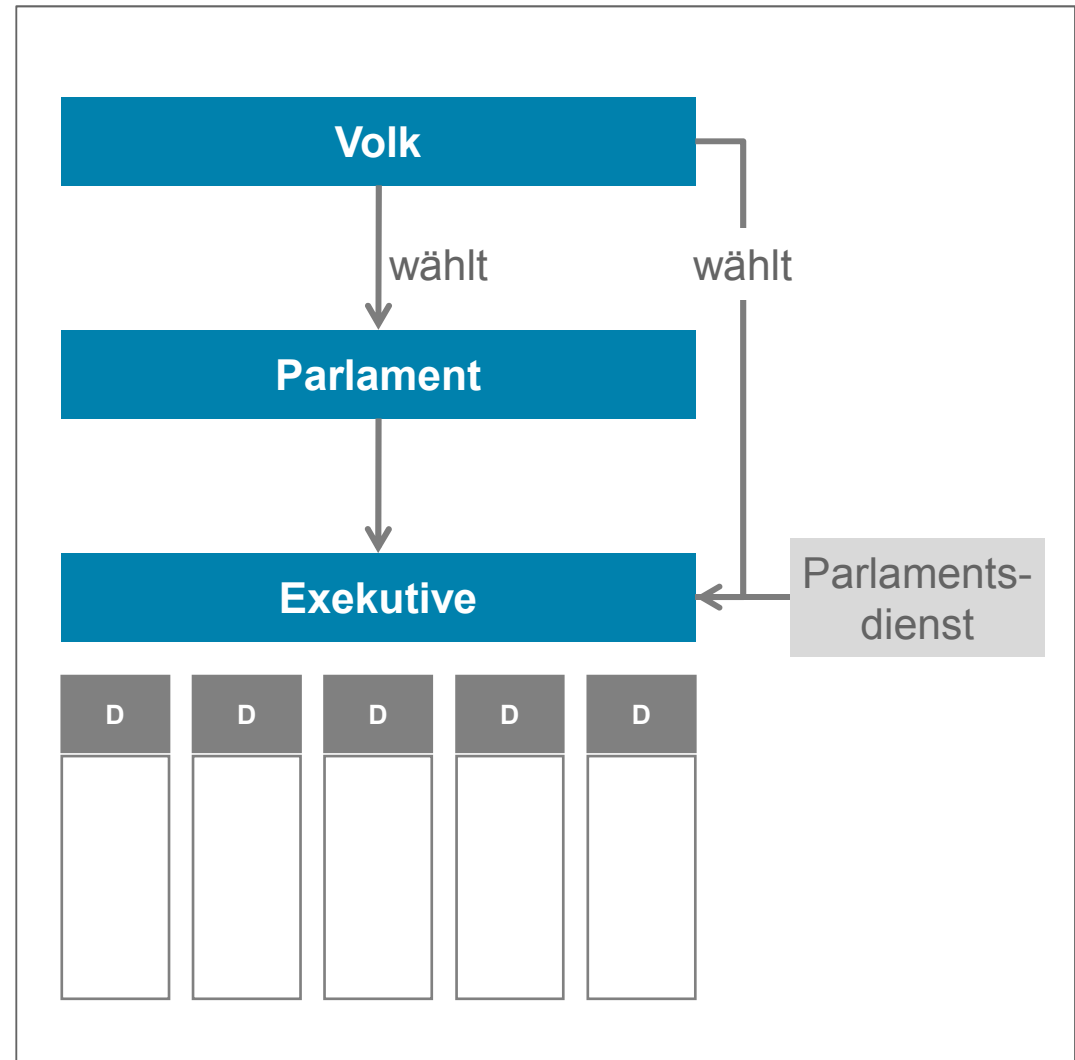 Volk
wählt
wählt
Parlament
Exekutive
Parlaments-
dienst
D
D
D
D
D